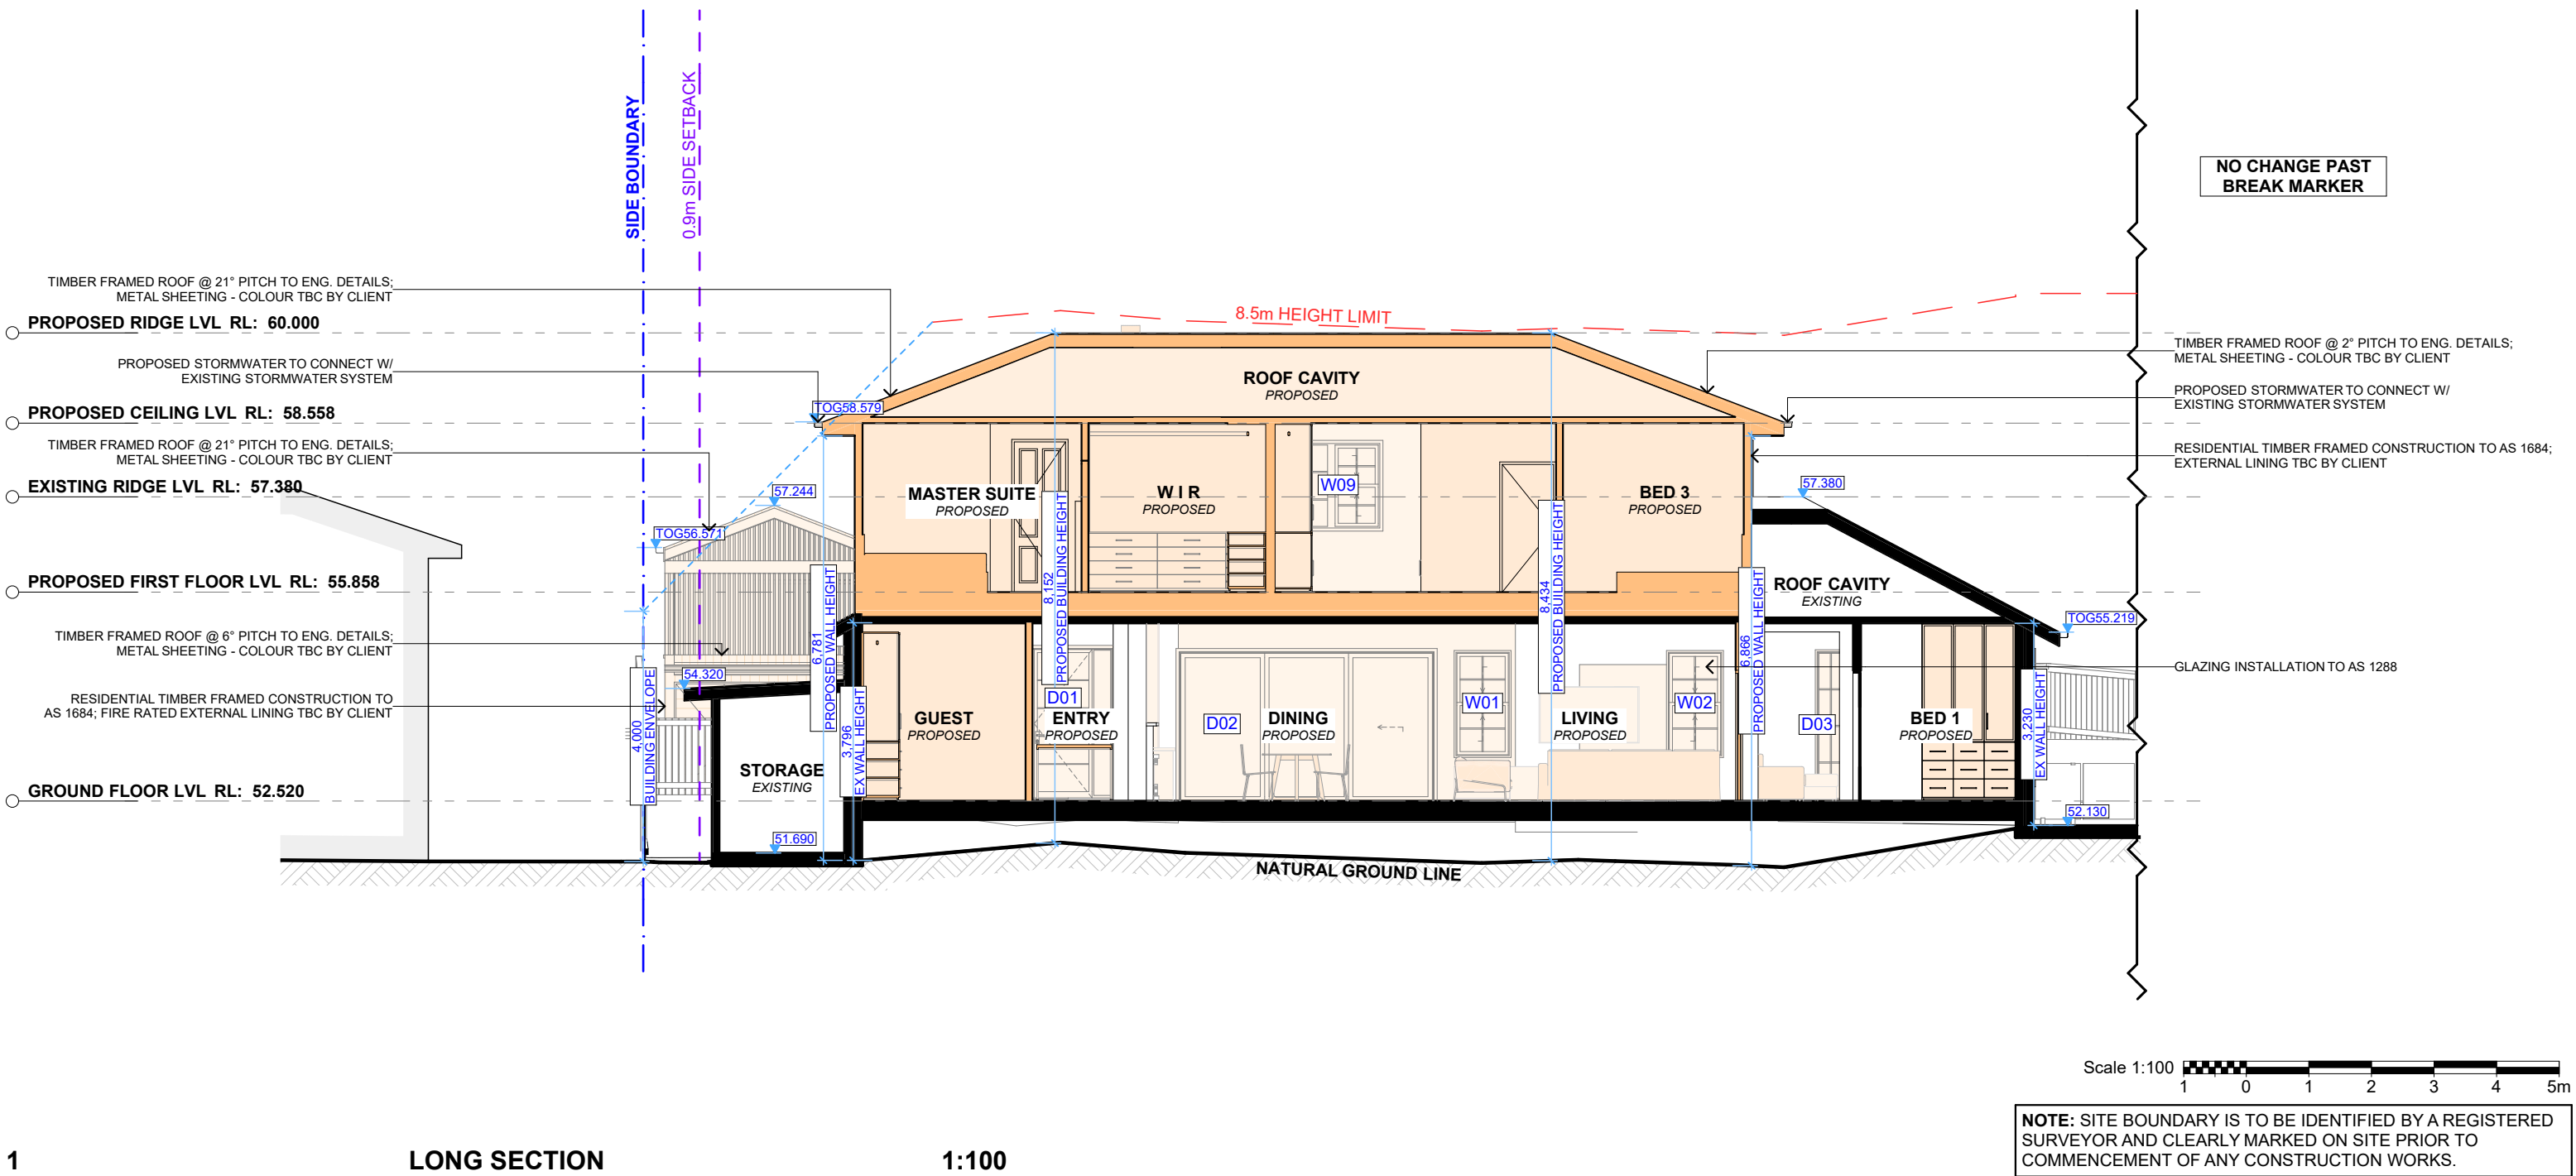 SIDE BOUNDARY
0.9m SIDE SETBACK
NO CHANGE PAST
BREAK MARKER
TIMBER FRAMED ROOF @ 21° PITCH TO ENG. DETAILS;
METAL SHEETING - COLOUR TBC BY CLIENT
PROPOSED RIDGE LVL RL: 60.000
PROPOSED STORMWATER TO CONNECT W/
EXISTING STORMWATER SYSTEM
PROPOSED CEILING LVL RL: 58.558
TIMBER FRAMED ROOF @ 21° PITCH TO ENG. DETAILS;
METAL SHEETING - COLOUR TBC BY CLIENT
EXISTING RIDGE LVL RL: 57.380
PROPOSED FIRST FLOOR LVL RL: 55.858
TIMBER FRAMED ROOF @ 6° PITCH TO ENG. DETAILS;
METAL SHEETING - COLOUR TBC BY CLIENT
RESIDENTIAL TIMBER FRAMED CONSTRUCTION TO
AS 1684; FIRE RATED EXTERNAL LINING TBC BY CLIENT
GROUND FLOOR LVL RL: 52.520
8.5m HEIGHT LIMIT
ROOF CAVITY
PROPOSED
TOG58.579
57.244
TOG56.571
MASTER SUITE
PROPOSED
W I R
PROPOSED
W09
BED 3
PROPOSED
57.380
ROOF CAVITY
EXISTING
TOG55.219
8,152
PROPOSED BUILDING HEIGHT
8,434
PROPOSED BUILDING HEIGHT
6,781
PROPOSED WALL HEIGHT
6,866
PROPOSED WALL HEIGHT
4,000
BUILDING ENVELOPE
3,796
EX WALL HEIGHT
3,230
EX WALL HEIGHT
54.320
STORAGE
EXISTING
51.690
GUEST
PROPOSED
D01
ENTRY
PROPOSED
D02
DINING
PROPOSED
W01
LIVING
PROPOSED
W02
D03
BED 1
PROPOSED
52.130
NATURAL GROUND LINE
TIMBER FRAMED ROOF @ 2° PITCH TO ENG. DETAILS;
METAL SHEETING - COLOUR TBC BY CLIENT
PROPOSED STORMWATER TO CONNECT W/
EXISTING STORMWATER SYSTEM
RESIDENTIAL TIMBER FRAMED CONSTRUCTION TO AS 1684;
EXTERNAL LINING TBC BY CLIENT
GLAZING INSTALLATION TO AS 1288
Scale 1:100
1 0 1 2 3 4 5m
NOTE: SITE BOUNDARY IS TO BE IDENTIFIED BY A REGISTERED
SURVEYOR AND CLEARLY MARKED ON SITE PRIOR TO
COMMENCEMENT OF ANY CONSTRUCTION WORKS.
1 LONG SECTION 1:100